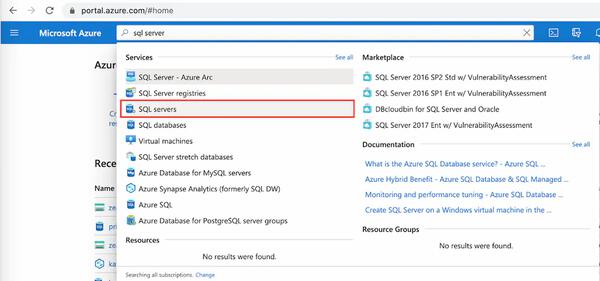 portal.azure.com/#home
Microsoft Azure
sql server
Services
See all
SQL Server - Azure Arc
SQL Server registries
SQL servers
SQL databases
Virtual machines
SQL Server stretch databases
Azure Database for MySQL servers
Azure Synapse Analytics (formerly SQL DW)
Azure SQL
Azure Database for PostgreSQL server groups
Resources
No results were found.
Marketplace
See all
SQL Server 2016 SP2 Std w/ VulnerabilityAssessment
SQL Server 2016 SP1 Ent w/ VulnerabilityAssessment
DBcloudbin for SQL Server and Oracle
SQL Server 2017 Ent w/ VulnerabilityAssessment
Documentation
See all
What is the Azure SQL Database service? - Azure SQL ...
Azure Hybrid Benefit - Azure SQL Database & SQL Managed ...
Monitoring and performance tuning - Azure SQL Database ...
Create SQL Server on a Windows virtual machine in the ...
Resource Groups
No results were found.
Searching all subscriptions. Change
Azur
Rece
Name
ze
pri
ze
ka